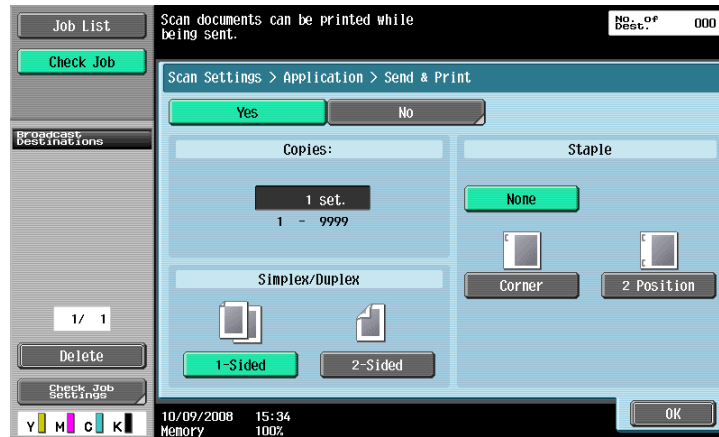 Job List
Check Job
Broadcast
Destinations
1/ 1
Delete
Check Job
Settings
Y M C K
Scan documents can be printed while
being sent.
No. of
Dest. 000
Scan Settings > Application > Send & Print
Yes No
Copies:
1 set.
1 - 9999
Simplex/Duplex
1-Sided 2-Sided
Staple
None
Corner 2 Position
10/09/2008 15:34
Memory 100%
OK